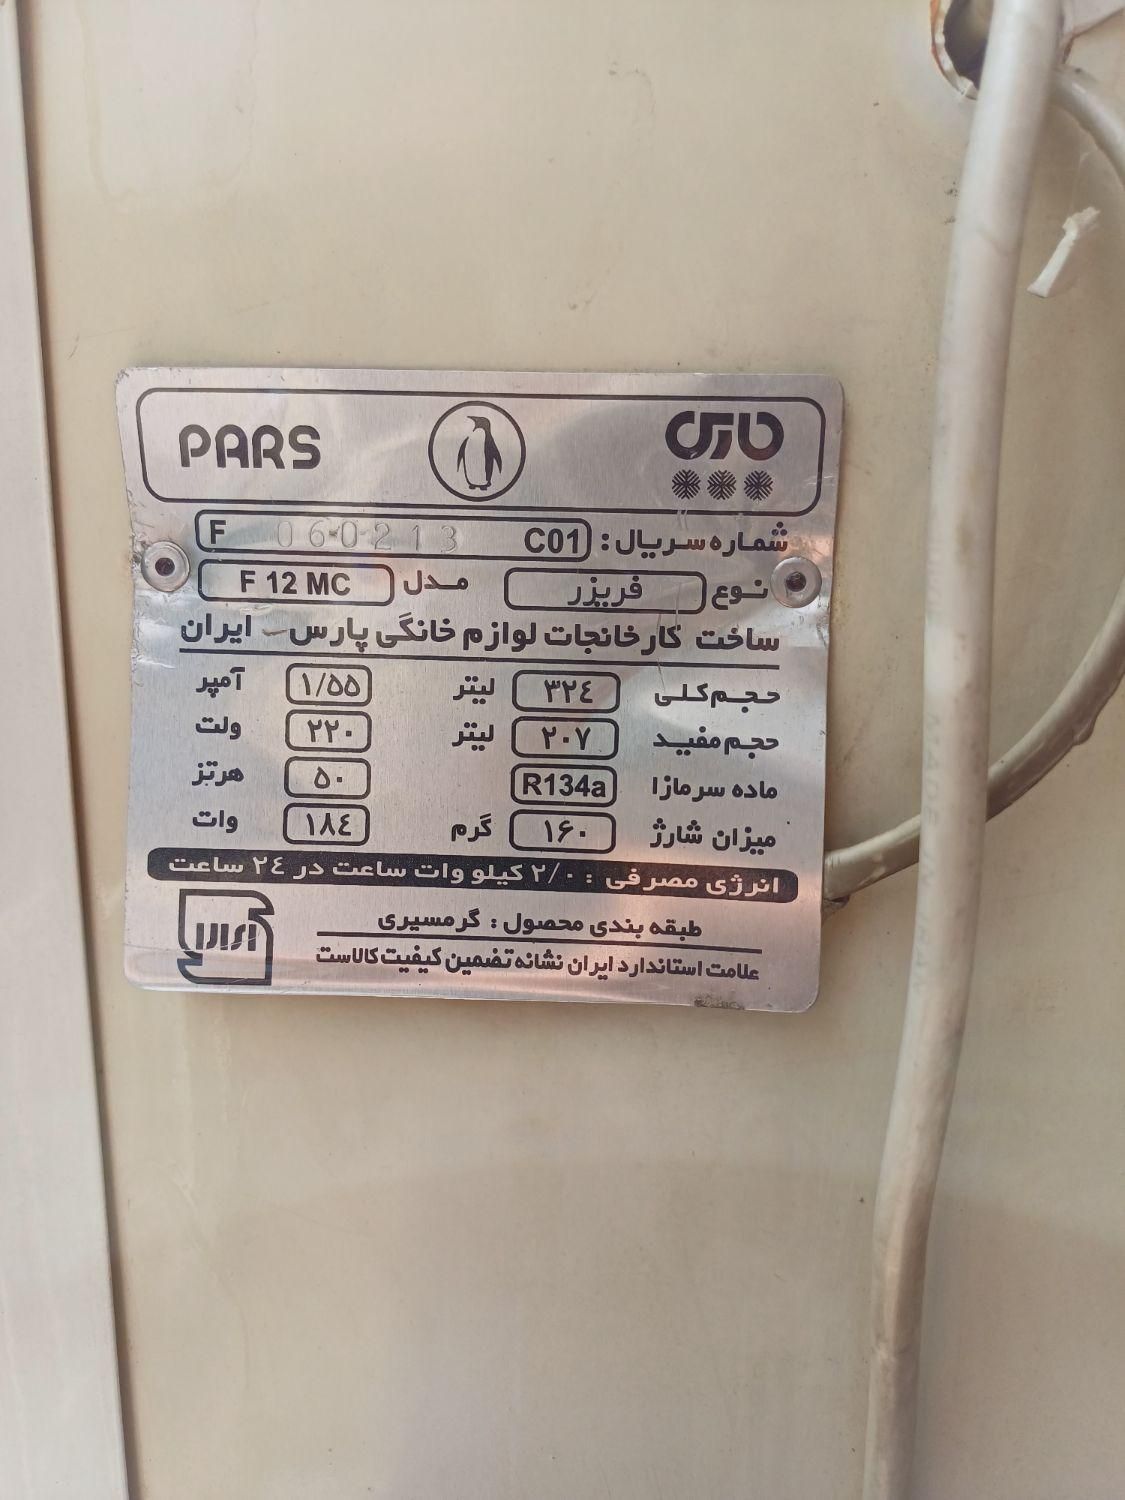 PARS پارس
شماره سریال: C01 060213 F
نوع فریزر مدل F 12 MC
ساخت کارخانجات لوازم خانگی پارس - ایران
حجم کلی ۳۲٤ لیتر ۱/۵۵ آمپر
حجم مفید ۲۰۷ لیتر ۲۲۰ ولت
ماده سرمازا R134a ۵۰ هرتز
میزان شارژ ۱۶۰ گرم ۱۸٤ وات
انرژی مصرفی : ۲/۰ کیلو وات ساعت در ۲٤ ساعت
طبقه بندی محصول : گرمسیری
علامت استاندارد ایران نشانه تضمین کیفیت کالاست